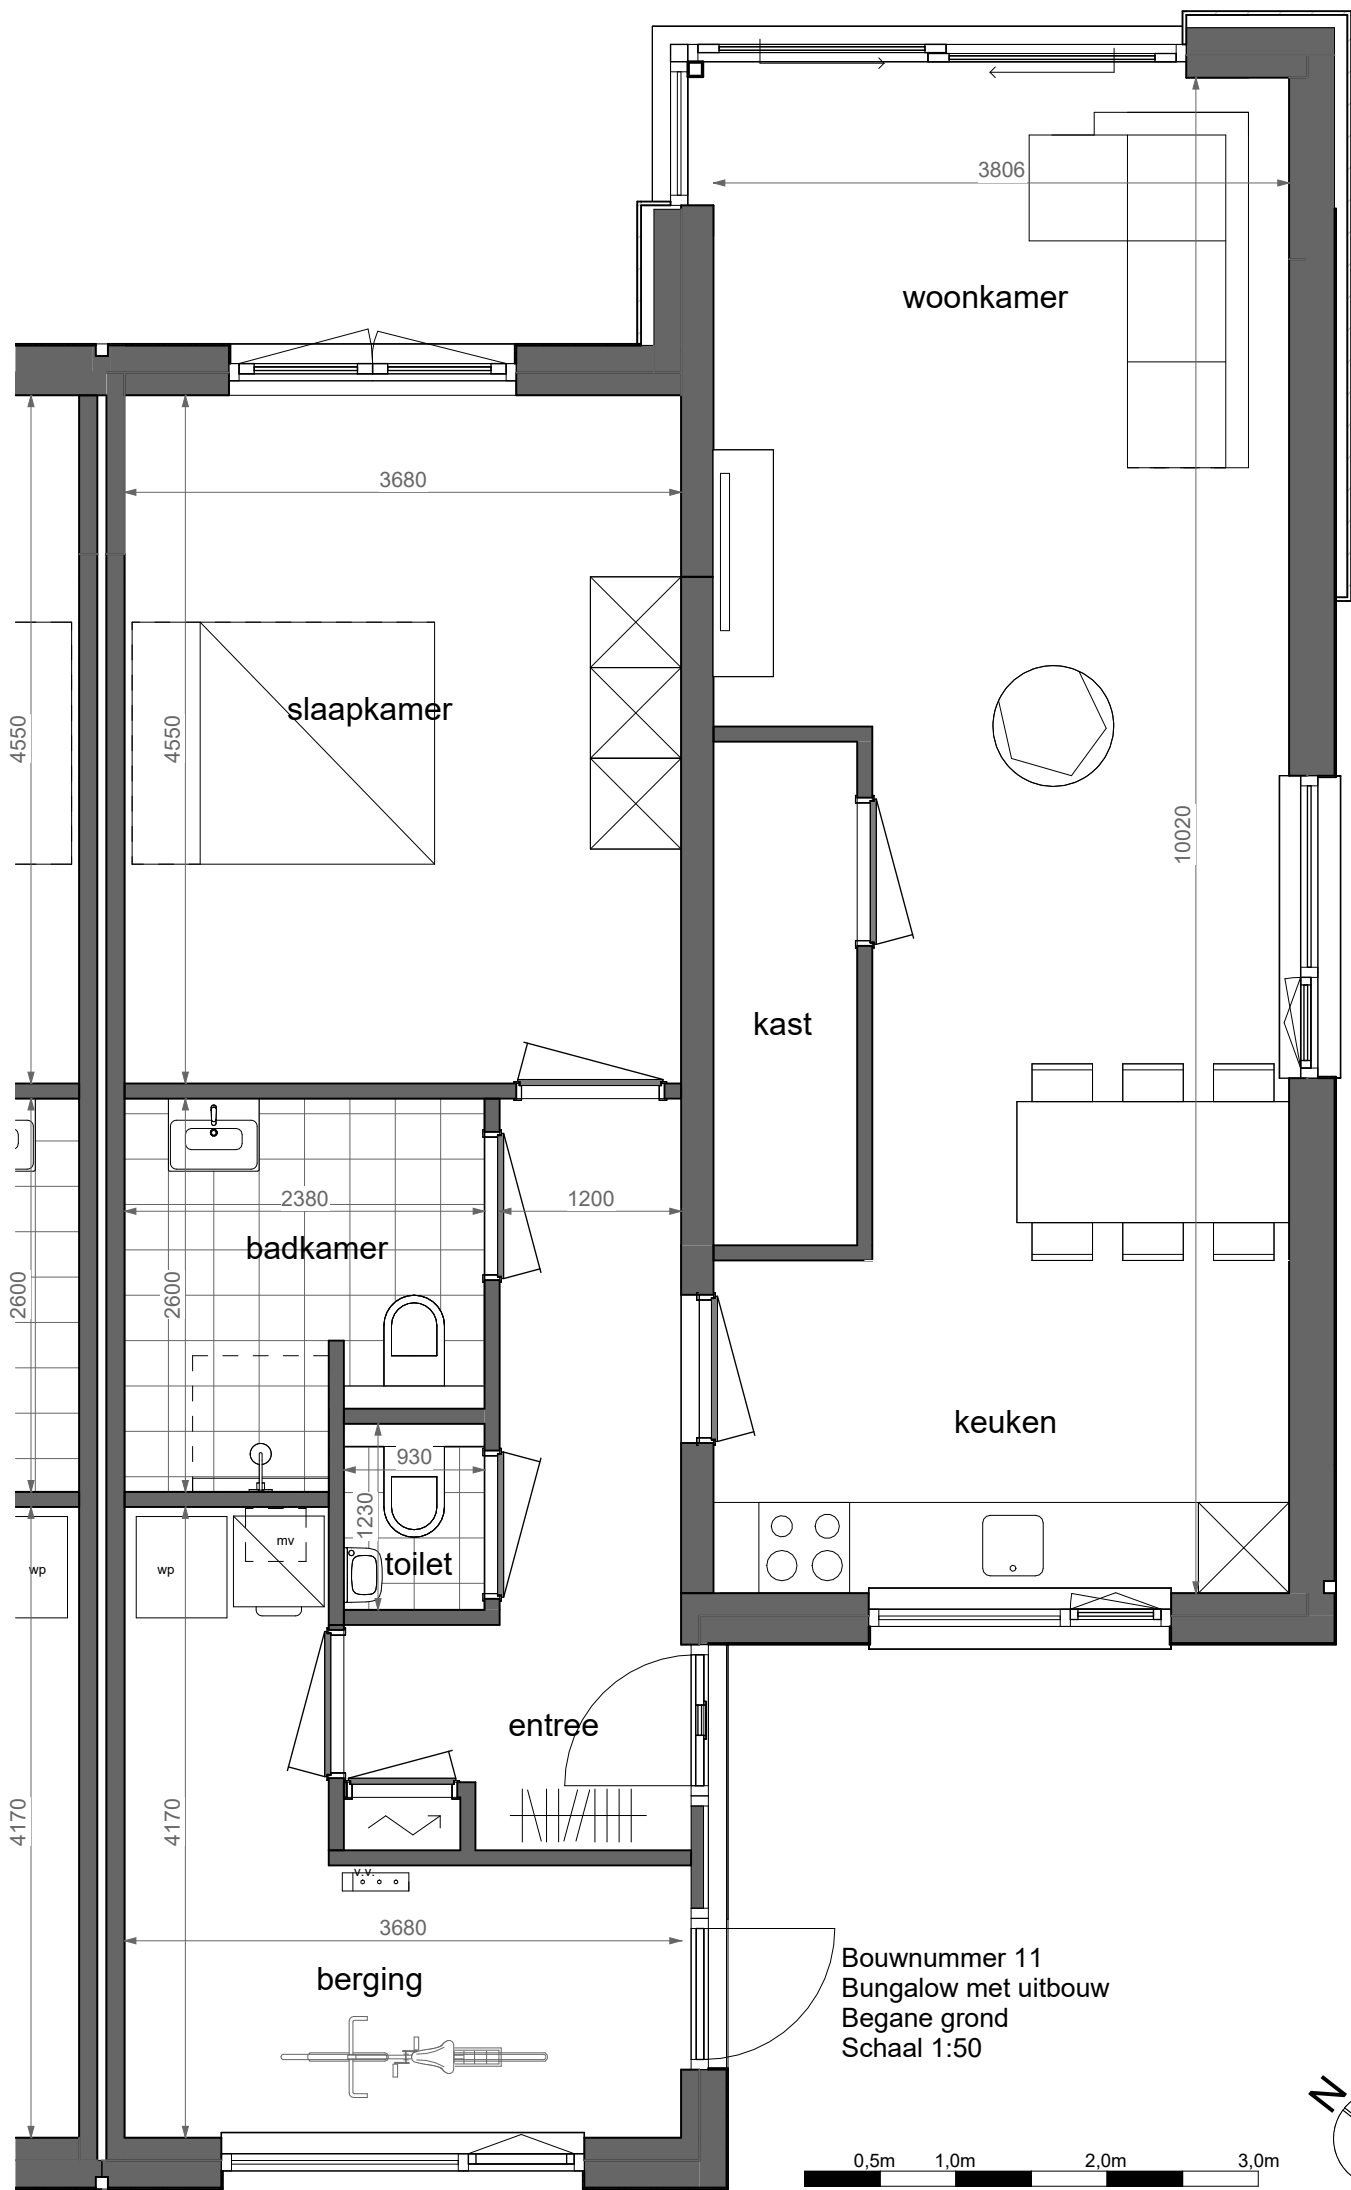 3806
woonkamer
3680
slaapkamer
4550
4550
10020
kast
2380
1200
badkamer
2600
2600
keuken
930
1230
toilet
mv
wp
wp
entree
4170
4170
v.v.
3680
berging
Bouwnummer 11
Bungalow met uitbouw
Begane grond
Schaal 1:50
N
0,5m 1,0m 2,0m 3,0m